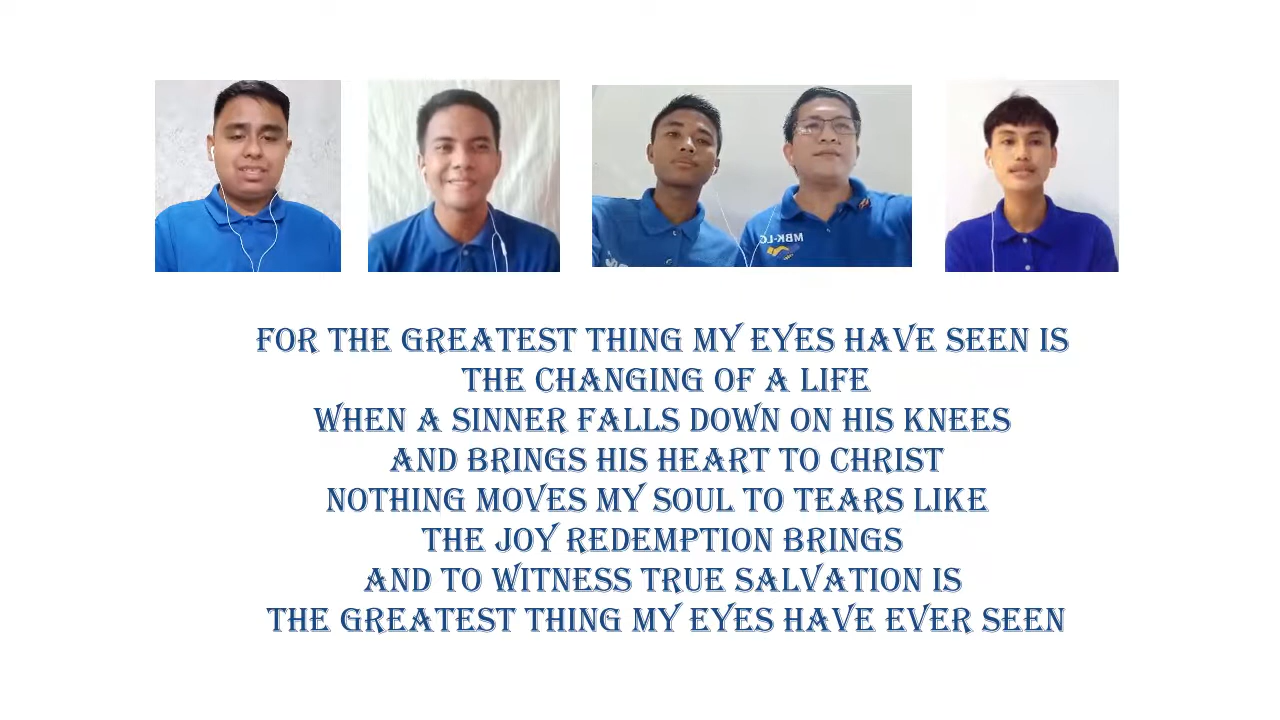 MBK-LC
FOR THE GREATEST THING MY EYES HAVE SEEN IS
THE CHANGING OF A LIFE
WHEN A SINNER FALLS DOWN ON HIS KNEES
AND BRINGS HIS HEART TO CHRIST
NOTHING MOVES MY SOUL TO TEARS LIKE
THE JOY REDEMPTION BRINGS
AND TO WITNESS TRUE SALVATION IS
THE GREATEST THING MY EYES HAVE EVER SEEN